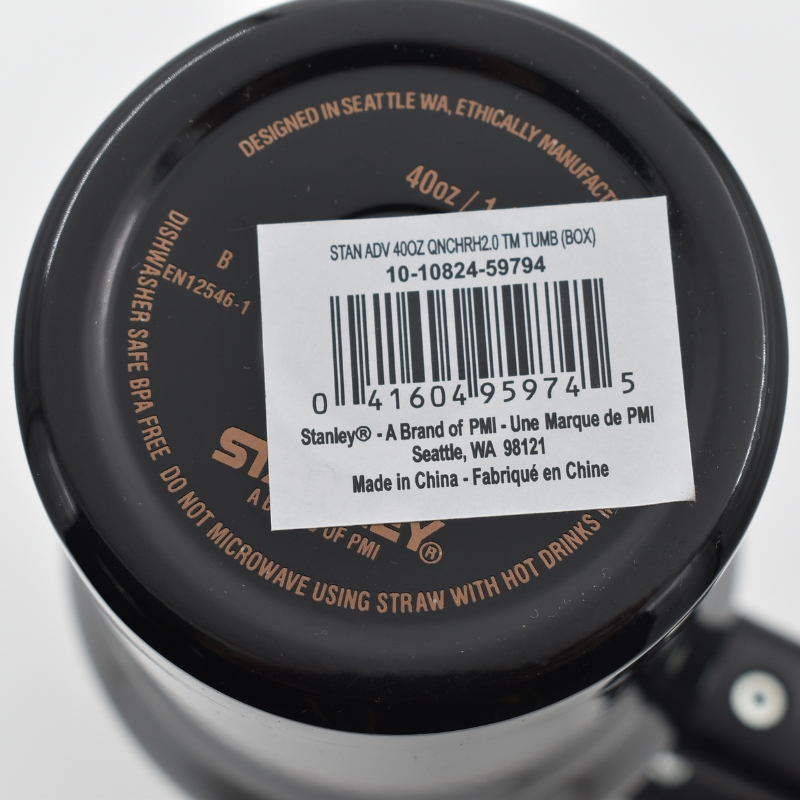 DESIGNED IN SEATTLE WA, ETHICALLY
40oz /
B
EN12546-1
DISHWASHER SAFE BPA FREE DO NOT MICROWAVE USING STRAW WITH HOT DRINKS
STAN ADV 40OZ QNCHRH2.0 TM TUMB (BOX)
10-10824-59794
0 41604 95974 5
Stanley® - A Brand of PMI - Une Marque de PMI
Seattle, WA 98121
Made in China - Fabriqué en Chine
OF PMI